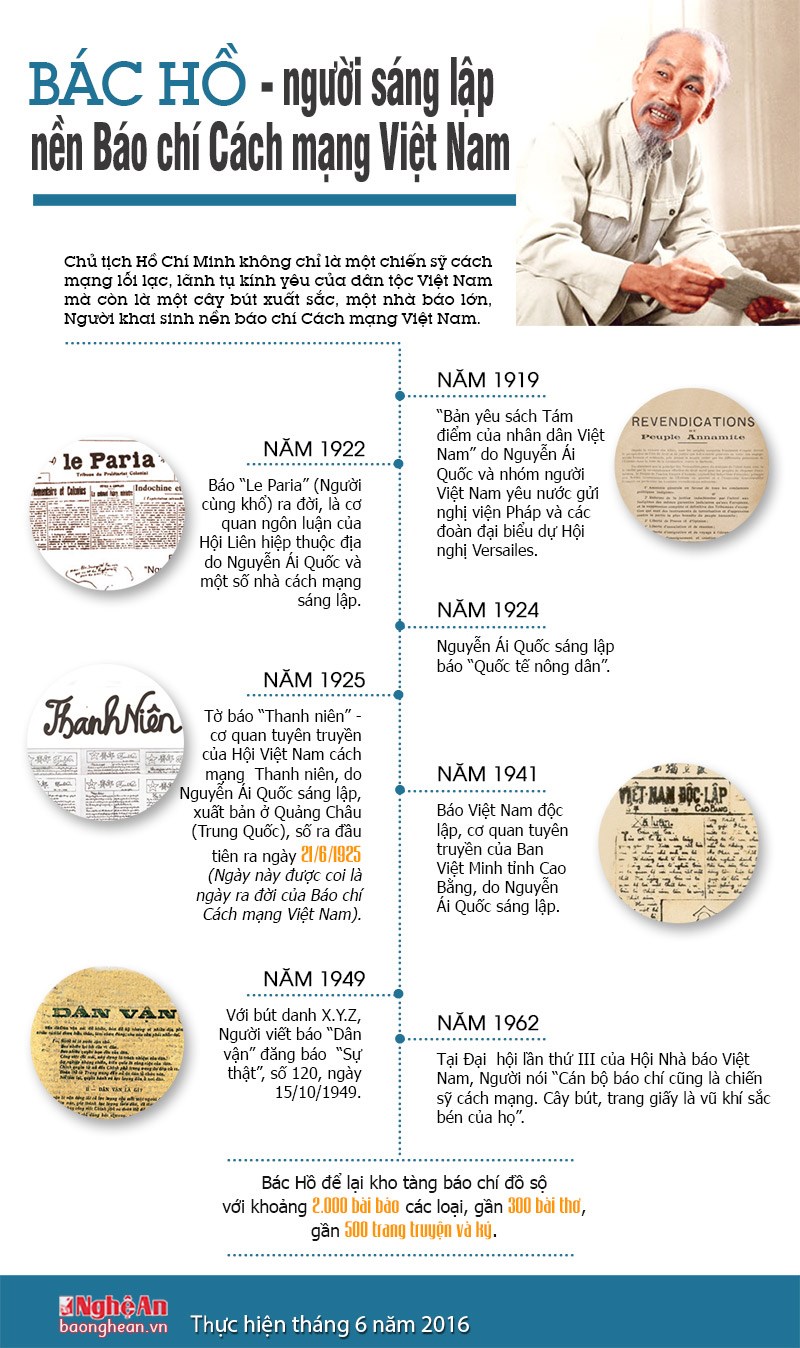 BÁC HỒ - người sáng lập
nền Báo chí Cách mạng Việt Nam
Chủ tịch Hồ Chí Minh không chỉ là một chiến sỹ cách
mạng lỗi lạc, lãnh tụ kính yêu của dân tộc Việt Nam
mà còn là một cây bút xuất sắc, một nhà báo lớn,
Người khai sinh nền báo chí Cách mạng Việt Nam.
NĂM 1919
“Bản yêu sách Tám
điểm của nhân dân Việt
Nam” do Nguyễn Ái
Quốc và nhóm người
Việt Nam yêu nước gửi
nghị viện Pháp và các
đoàn đại biểu dự Hội
nghị Versailes.
REVENDICATIONS
Peuple Annamite
NĂM 1922
Báo “Le Paria” (Người
cùng khổ) ra đời, là cơ
quan ngôn luận của
Hội Liên hiệp thuộc địa
do Nguyễn Ái Quốc và
một số nhà cách mạng
sáng lập.
le Paria
Tribune du Prolétariat Colonial
Indochine et
NĂM 1924
Nguyễn Ái Quốc sáng lập
báo “Quốc tế nông dân”.
NĂM 1925
Tờ báo “Thanh niên” -
cơ quan tuyên truyền
của Hội Việt Nam cách
mạng Thanh niên, do
Nguyễn Ái Quốc sáng lập,
xuất bản ở Quảng Châu
(Trung Quốc), số ra đầu
tiên ra ngày 21/6/1925
(Ngày này được coi là
ngày ra đời của Báo chí
Cách mạng Việt Nam).
Thanh Niên
NĂM 1941
Báo Việt Nam độc
lập, cơ quan tuyên
truyền của Ban
Việt Minh tỉnh Cao
Bằng, do Nguyễn
Ái Quốc sáng lập.
VIỆT-NAM ĐỘC-LẬP
CAO BANG
Xã luận
NĂM 1949
Với bút danh X.Y.Z,
Người viết báo “Dân
vận” đăng báo “Sự
thật”, số 120, ngày
15/10/1949.
DÂN VẬN
II - DÂN VẬN LÀ GÌ?
NĂM 1962
Tại Đại hội lần thứ III của Hội Nhà báo Việt
Nam, Người nói “Cán bộ báo chí cũng là chiến
sỹ cách mạng. Cây bút, trang giấy là vũ khí sắc
bén của họ”.
Bác Hồ để lại kho tàng báo chí đồ sộ
với khoảng 2.000 bài bào các loại, gần 300 bài thơ,
gần 500 trang truyện và ký.
Nghệ An
baonghean.vn
Thực hiện tháng 6 năm 2016